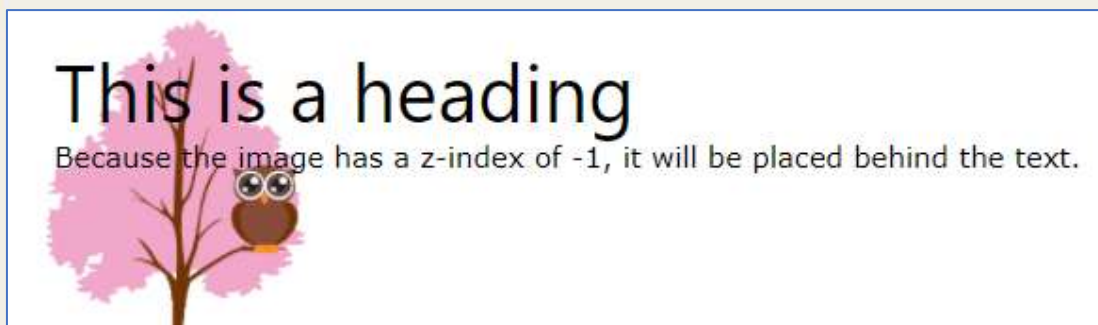 This is a heading
Because the image has a z-index of -1, it will be placed behind the text.